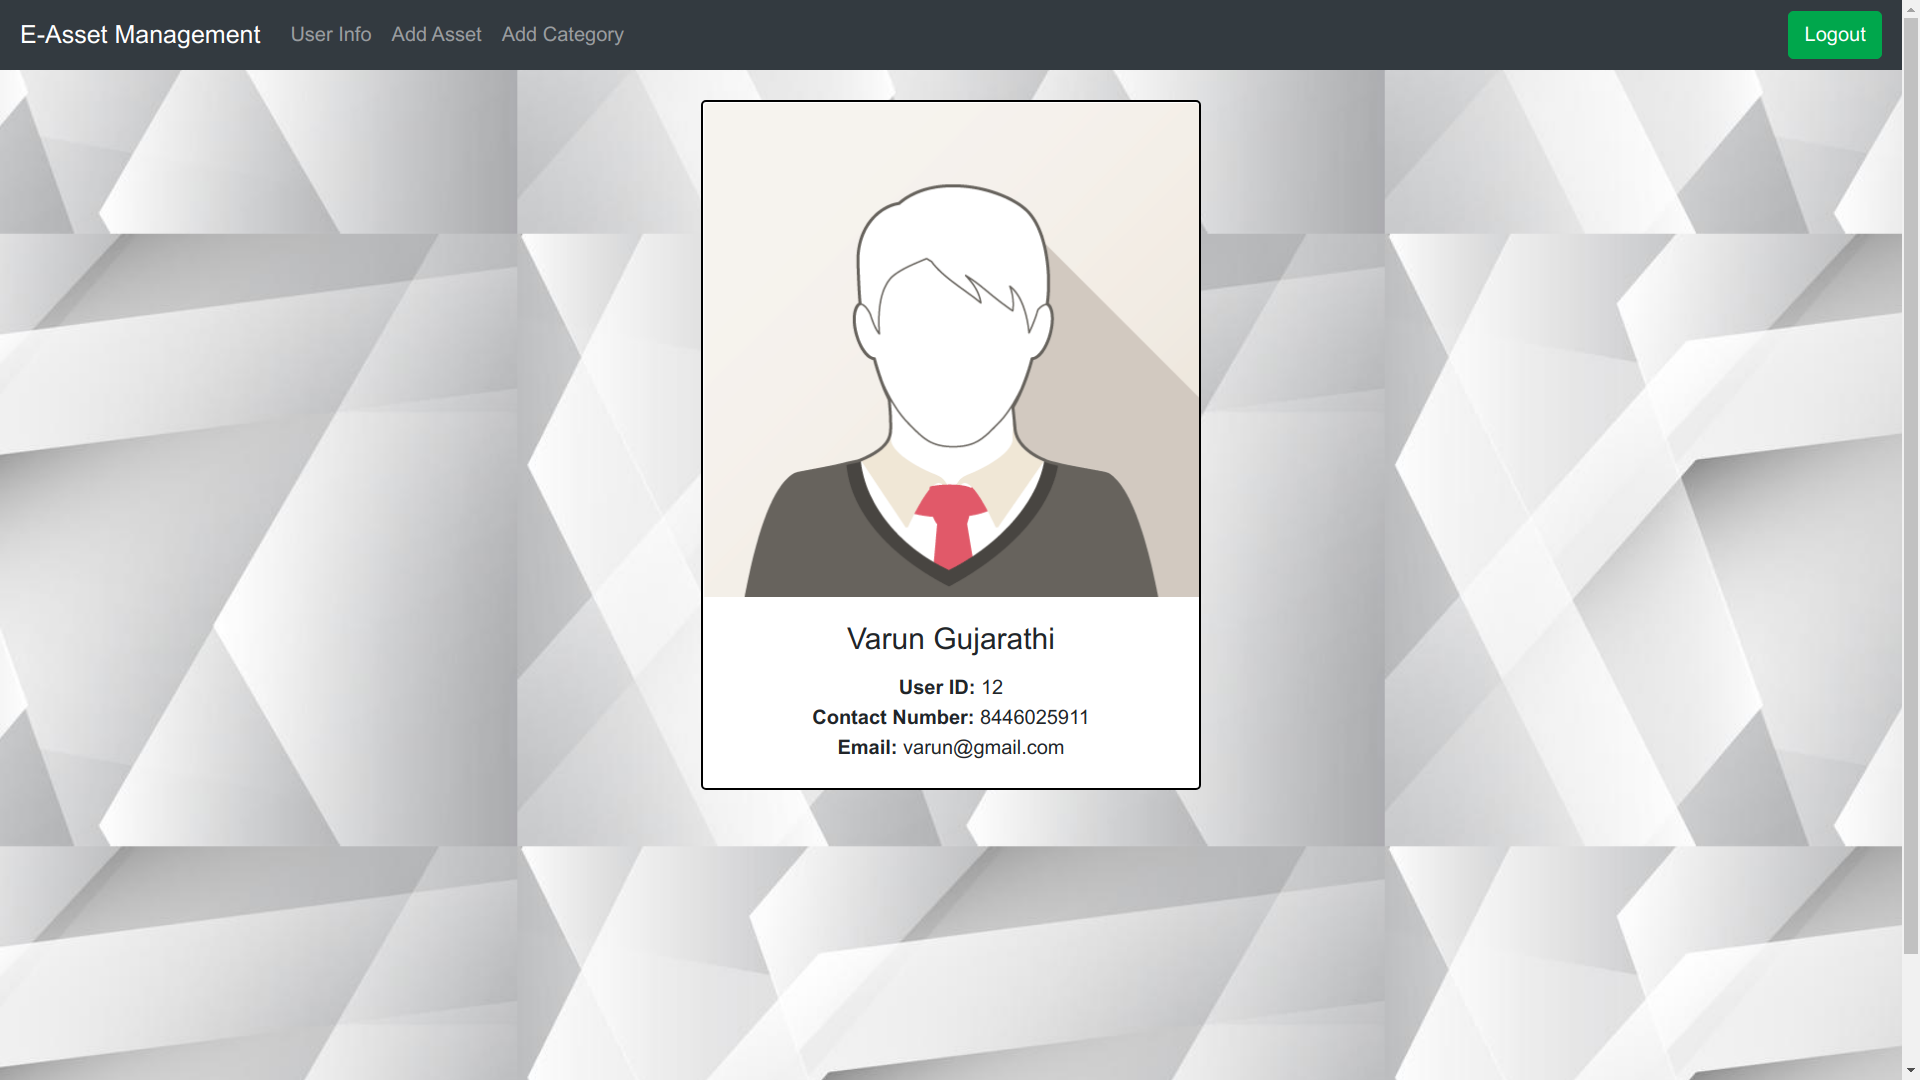 E-Asset Management User Info Add Asset Add Category Logout
Varun Gujarathi
User ID: 12
Contact Number: 8446025911
Email: varun@gmail.com